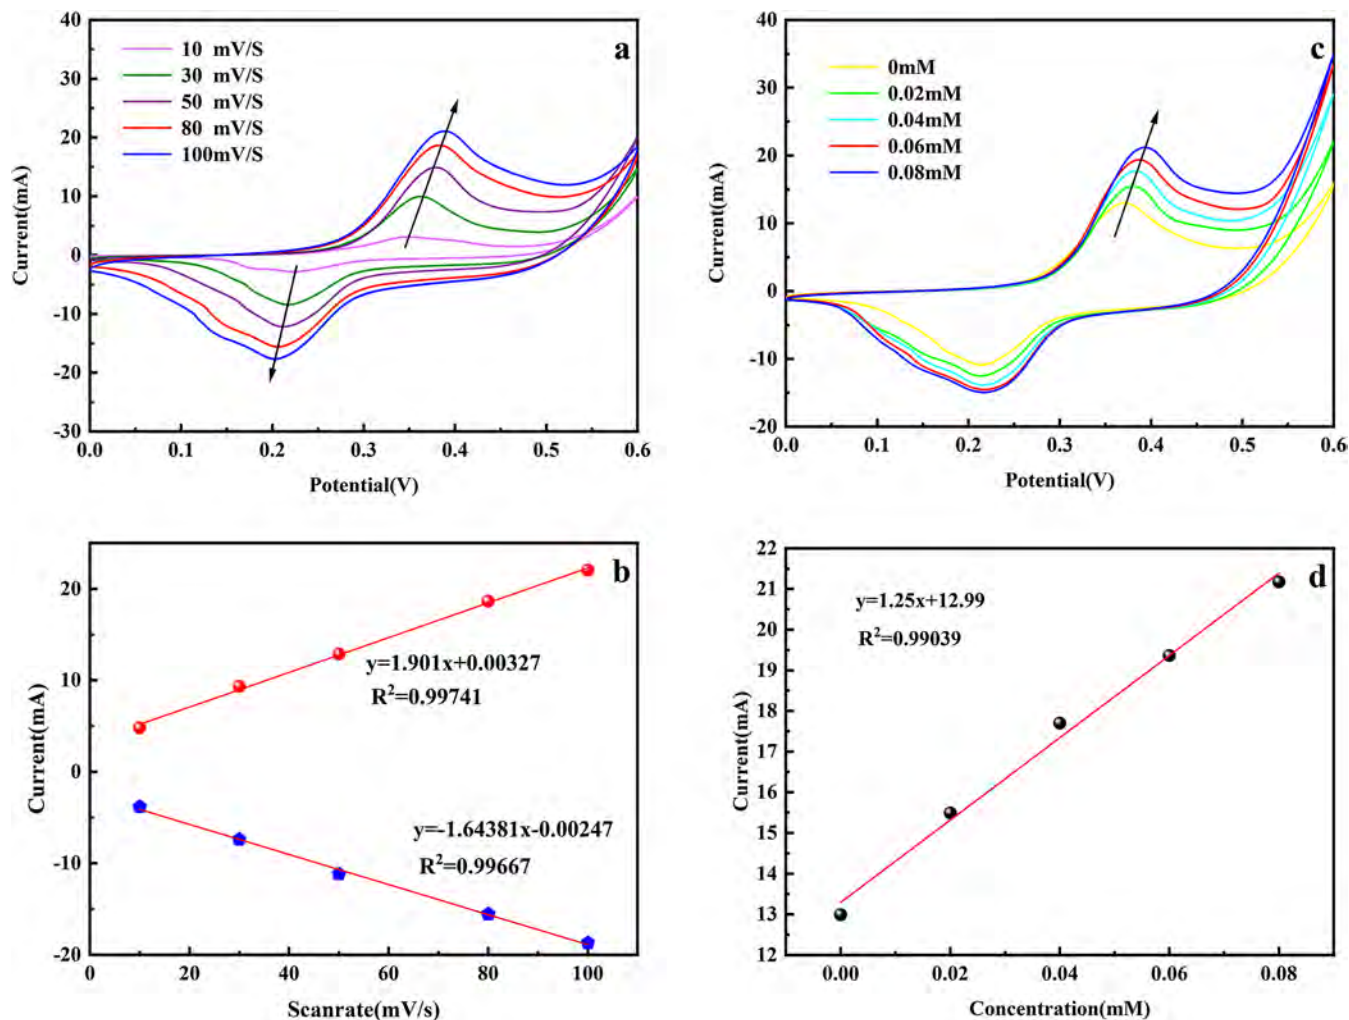 a
10 mV/S
30 mV/S
50 mV/S
80 mV/S
100mV/S
40
30
20
10
0
-10
-20
-30
Current(mA)
0.0 0.1 0.2 0.3 0.4 0.5 0.6
Potential(V)
c
0mM
0.02mM
0.04mM
0.06mM
0.08mM
40
30
20
10
0
-10
-20
Current(mA)
0.0 0.1 0.2 0.3 0.4 0.5 0.6
Potential(V)
b
y=1.901x+0.00327
R²=0.99741
y=-1.64381x-0.00247
R²=0.99667
20
10
0
-10
-20
Current(mA)
0 20 40 60 80 100
Scanrate(mV/s)
d
y=1.25x+12.99
R²=0.99039
22
21
20
19
18
17
16
15
14
13
12
Current(mA)
0.00 0.02 0.04 0.06 0.08
Concentration(mM)